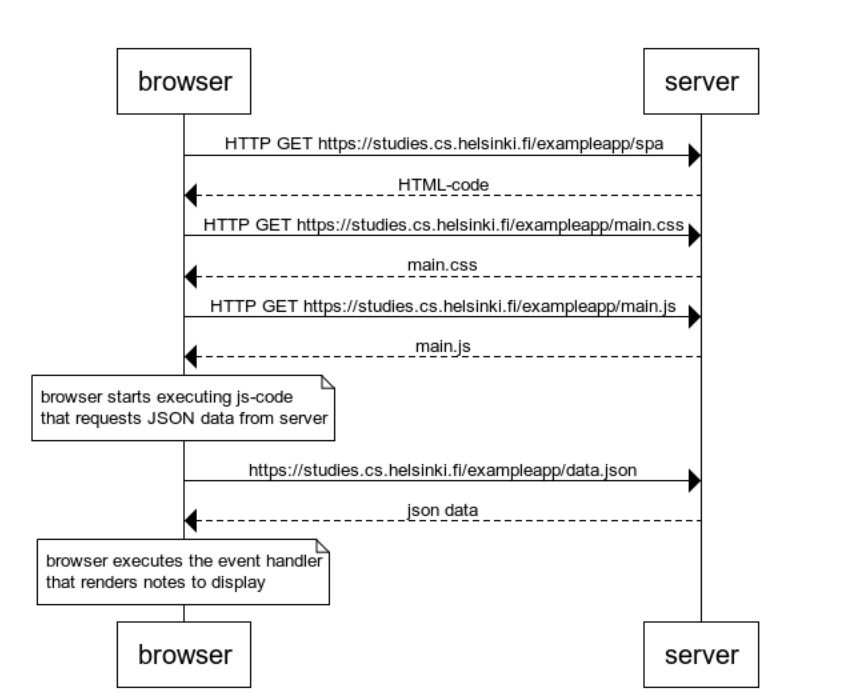 browser
server
HTTP GET https://studies.cs.helsinki.fi/exampleapp/spa
HTML-code
HTTP GET https://studies.cs.helsinki.fi/exampleapp/main.css
main.css
HTTP GET https://studies.cs.helsinki.fi/exampleapp/main.js
main.js
browser starts executing js-code
that requests JSON data from server
https://studies.cs.helsinki.fi/exampleapp/data.json
json data
browser executes the event handler
that renders notes to display
browser
server